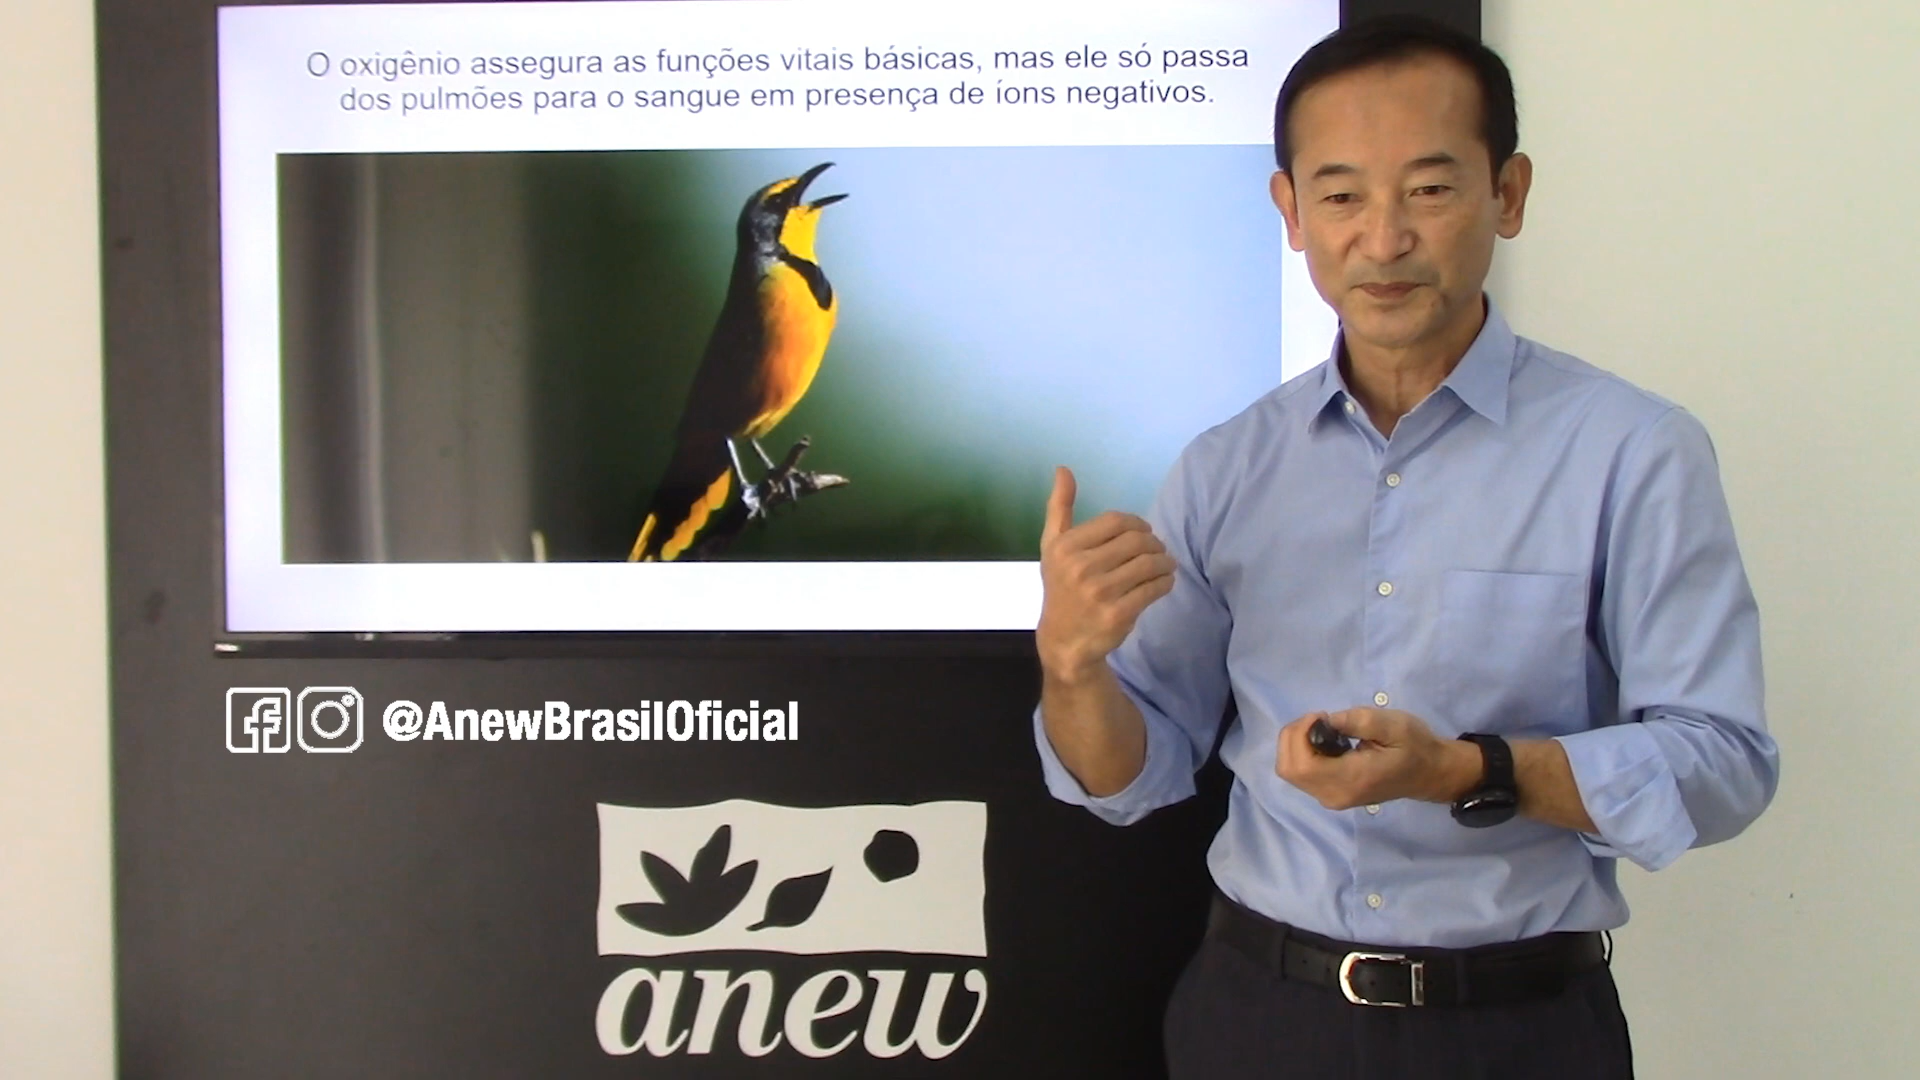 O oxigênio assegura as funções vitais básicas, mas ele só passa
dos pulmões para o sangue em presença de íons negativos.
@AnewBrasilOficial
anew